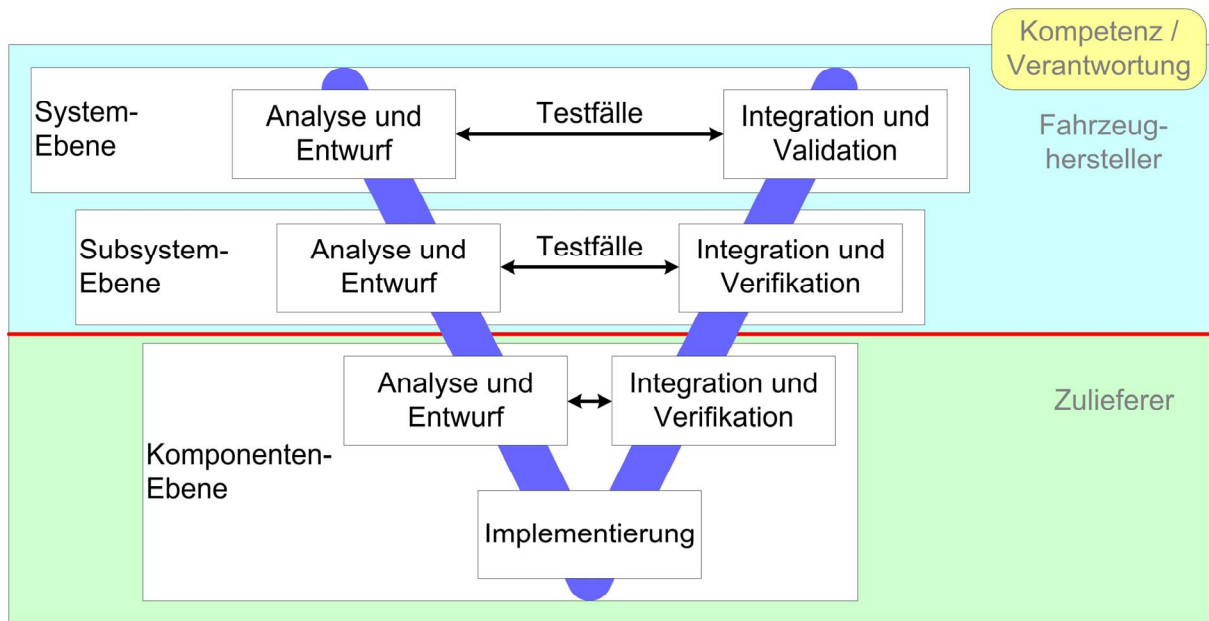 Kompetenz /
Verantwortung
System-
Ebene
Analyse und
Entwurf
Testfälle
Integration und
Validation
Fahrzeug-
hersteller
Subsystem-
Ebene
Analyse und
Entwurf
Testfälle
Integration und
Verifikation
Komponenten-
Ebene
Analyse und
Entwurf
Integration und
Verifikation
Zulieferer
Implementierung